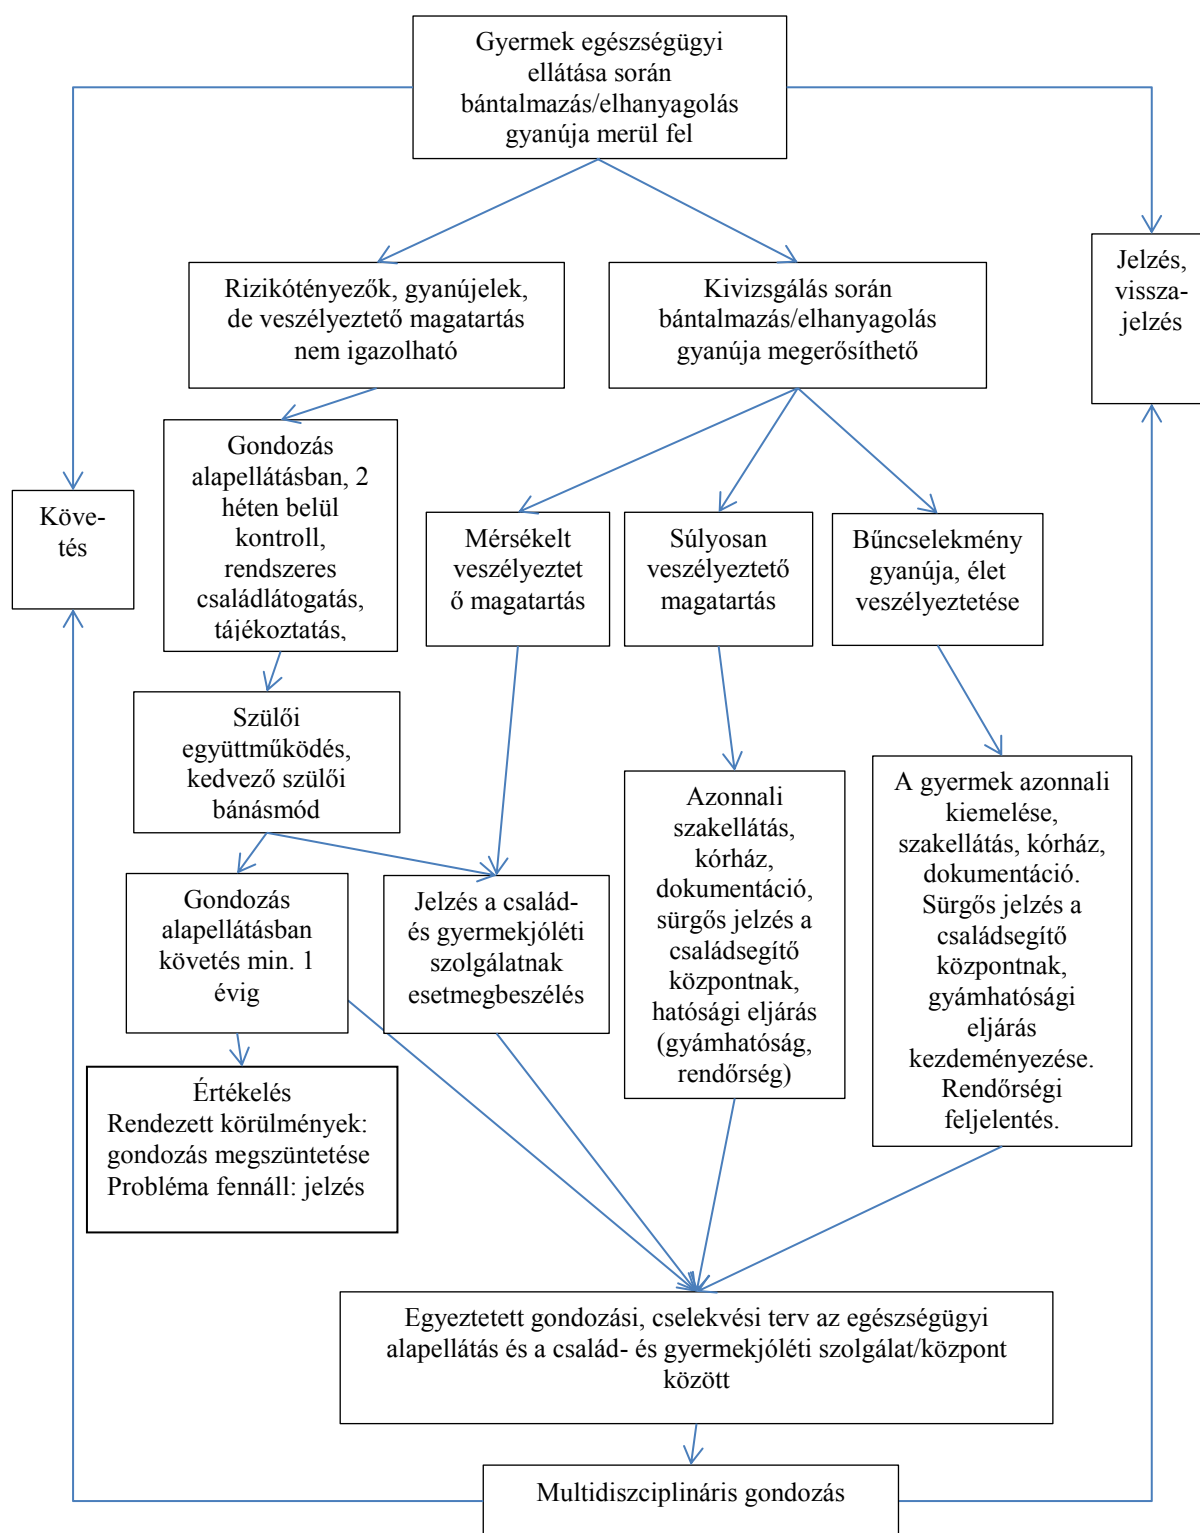 Gyermek egészségügyi
ellátása során
bántalmazás/elhanyagolás
gyanúja merül fel
Rizikótényezők, gyanújelek,
de veszélyeztető magatartás
nem igazolható
Kivizsgálás során
bántalmazás/elhanyagolás
gyanúja megerősíthető
Jelzés,
vissza-
jelzés
Köve-
tés
Gondozás
alapellátásban, 2
héten belül
kontroll,
rendszeres
családlátogatás,
tájékoztatás,
Mérsékelt
veszélyeztet
ő magatartás
Súlyosan
veszélyeztető
magatartás
Bűncselekmény
gyanúja, élet
veszélyeztetése
Szülői
együttműködés,
kedvező szülői
bánásmód
Gondozás
alapellátásban
követés min. 1
évig
Jelzés a család-
és gyermekjóléti
szolgálatnak
esetmegbeszélés
Azonnali
szakellátás,
kórház,
dokumentáció,
sürgős jelzés a
családsegítő
központnak,
hatósági eljárás
(gyámhatóság,
rendőrség)
A gyermek azonnali
kiemelése,
szakellátás, kórház,
dokumentáció.
Sürgős jelzés a
családsegítő
központnak,
gyámhatósági
eljárás
kezdeményezése.
Rendőrségi
feljelentés.
Értékelés
Rendezett körülmények:
gondozás megszüntetése
Probléma fennáll: jelzés
Egyeztetett gondozási, cselekvési terv az egészségügyi
alapellátás és a család- és gyermekjóléti szolgálat/központ
között
Multidiszciplináris gondozás